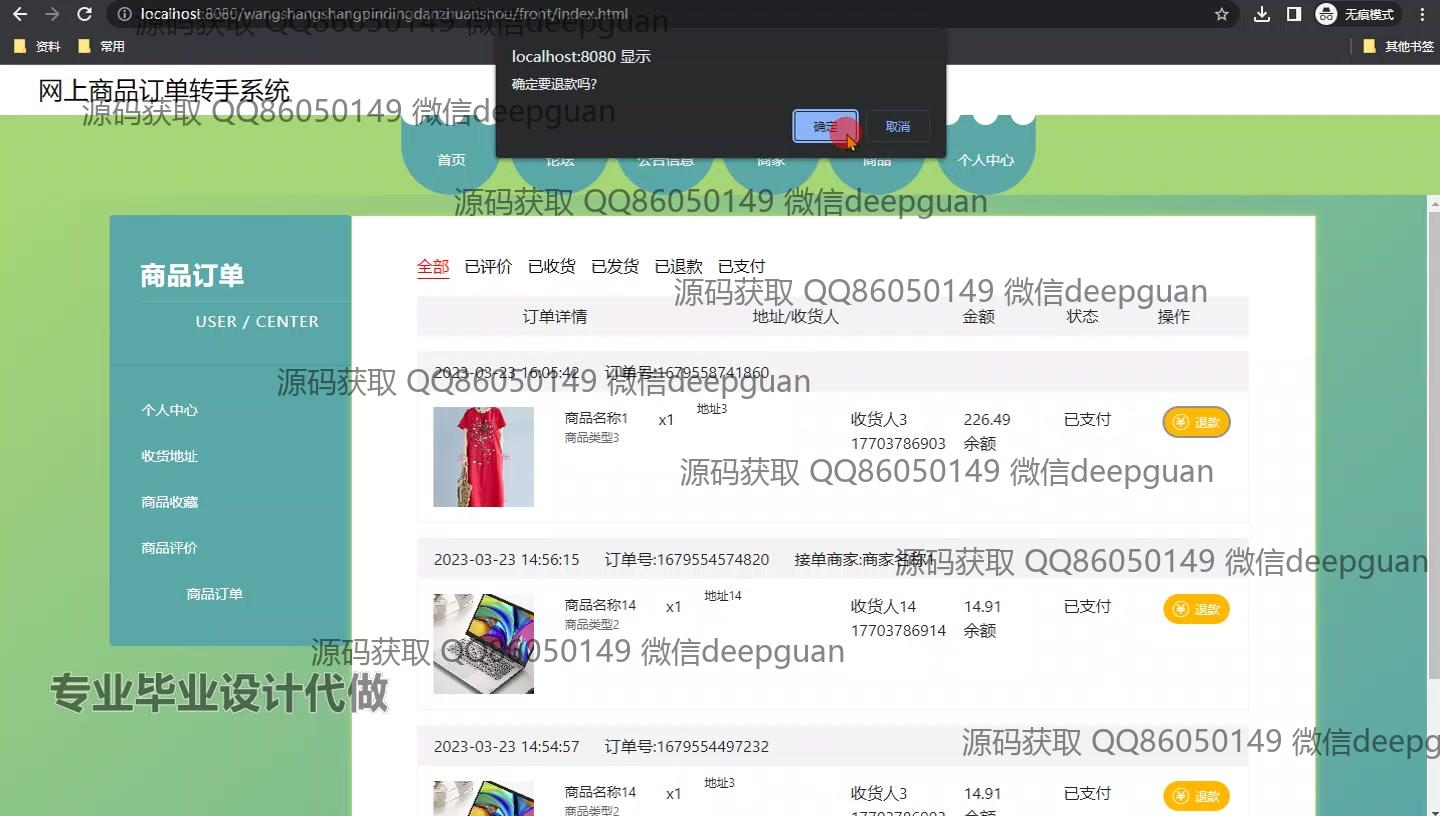 localhost:8080/wangshangshangpindingdanzhuanshou/front/index.html
无痕模式
资料
常用
其他书签
localhost:8080 显示
确定要退款吗?
确定
取消
网上商品订单转手系统
源码获取 QQ86050149 微信deepguan
源码获取 QQ86050149 微信deepguan
首页
论坛
公告信息
商家
商品
个人中心
源码获取 QQ86050149 微信deepguan
商品订单
USER / CENTER
个人中心
收货地址
商品收藏
商品评价
商品订单
全部 已评价 已收货 已发货 已退款 已支付
源码获取 QQ86050149 微信deepguan
订单详情 地址/收货人 金额 状态 操作
2023-03-23 16:05:42 订单号:1679558741860
源码获取 QQ86050149 微信deepguan
商品名称1 x1 地址3 收货人3 226.49 已支付 退款
商品类型3 17703786903 余额
源码获取 QQ86050149 微信deepguan
2023-03-23 14:56:15 订单号:1679554574820 接单商家:商家名称1
源码获取 QQ86050149 微信deepguan
商品名称14 x1 地址14 收货人14 14.91 已支付 退款
商品类型2 17703786914 余额
源码获取 QQ86050149 微信deepguan
专业毕业设计代做
2023-03-23 14:54:57 订单号:1679554497232
源码获取 QQ86050149 微信deepg
商品名称14 x1 地址3 收货人3 14.91 已支付 退款
商品类型2 17703786903 余额